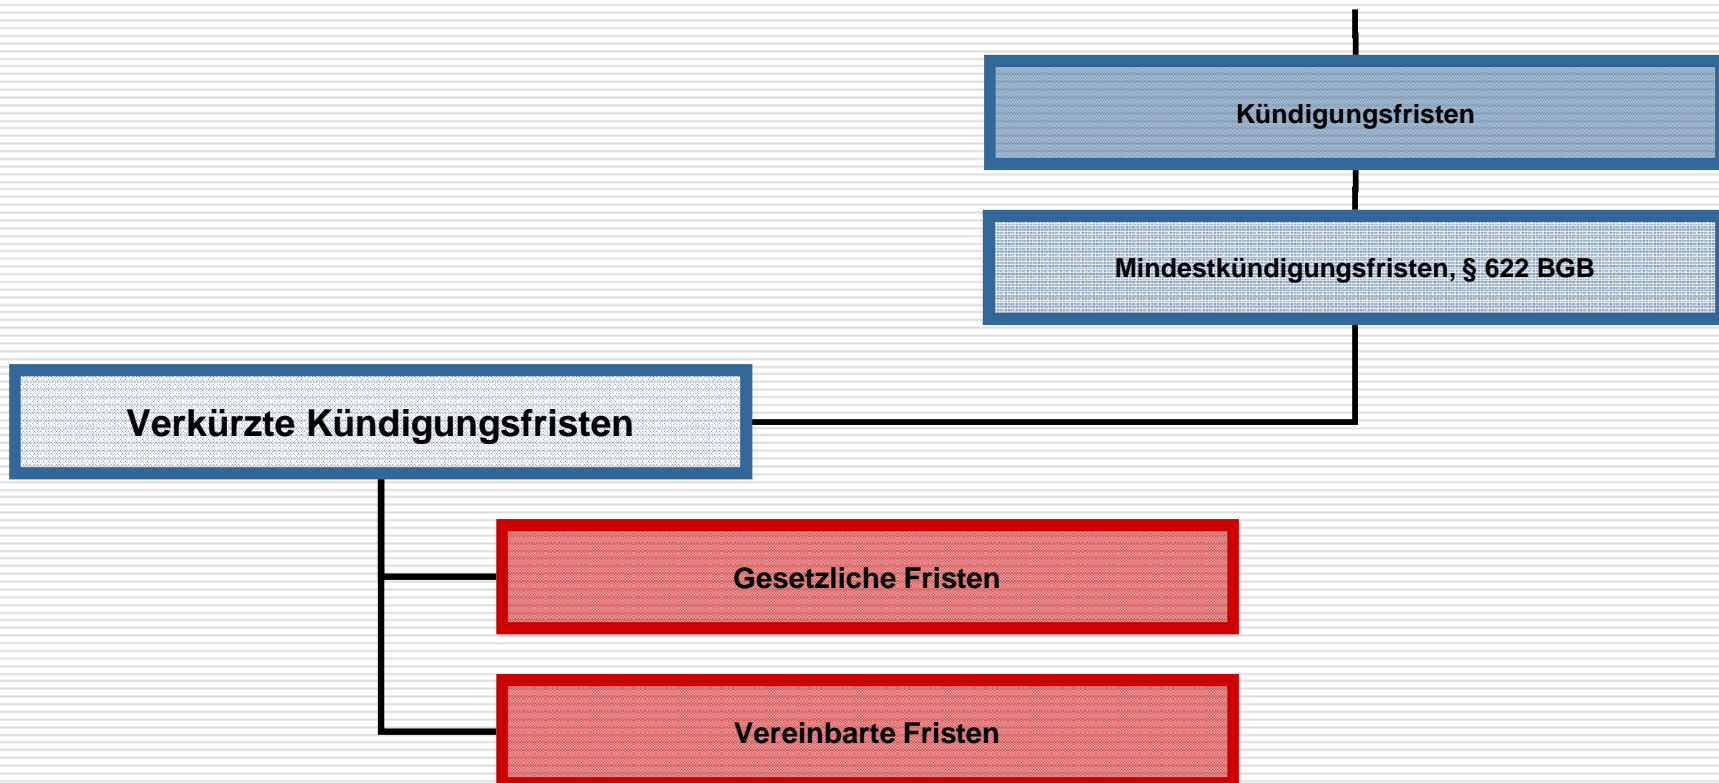 Kündigungsfristen
Mindestkündigungsfristen, § 622 BGB
Verkürzte Kündigungsfristen
Gesetzliche Fristen
Vereinbarte Fristen